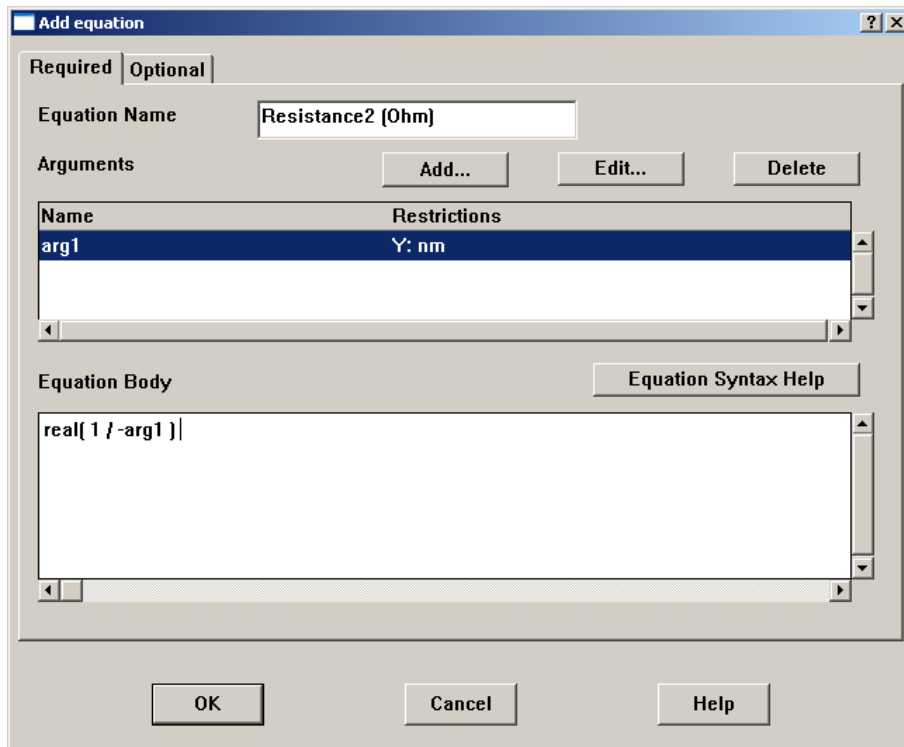 Add equation
Required Optional
Equation Name Resistance2 (Ohm)
Arguments Add... Edit... Delete
Name Restrictions
arg1 Y: nm
Equation Body Equation Syntax Help
real( 1 / -arg1 )
OK Cancel Help